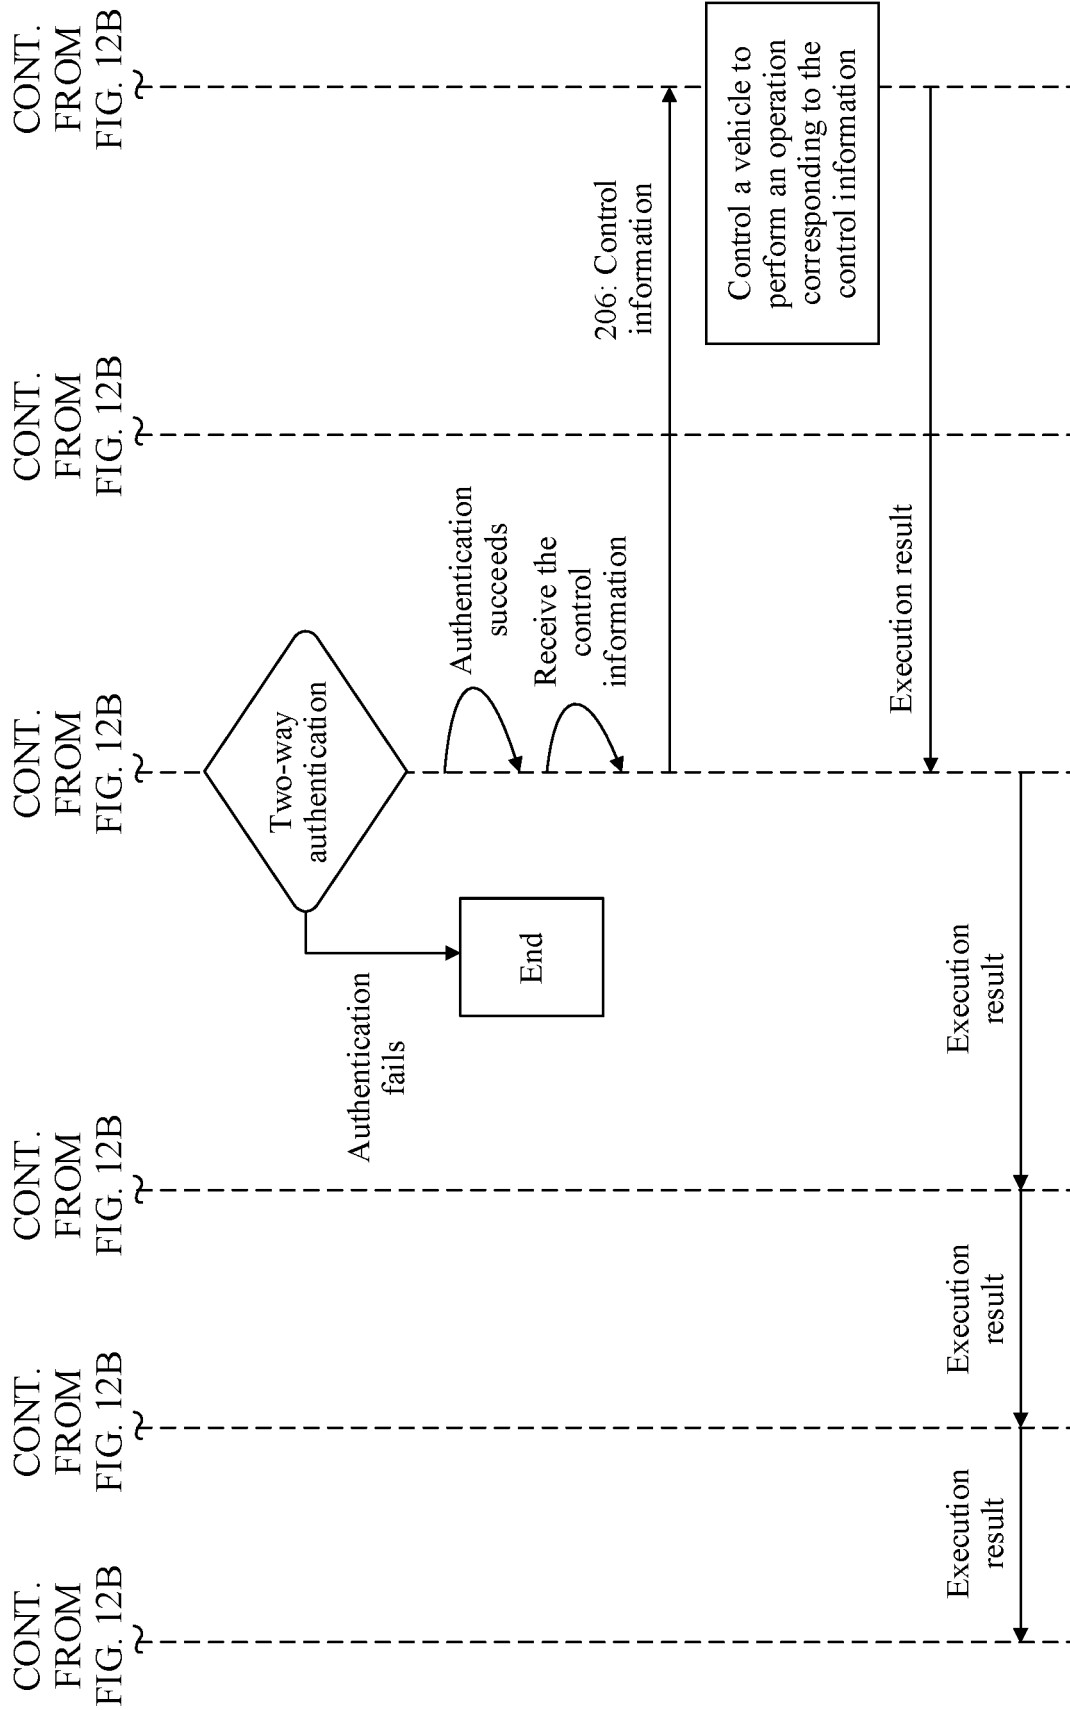 CONT.
FROM
FIG. 12B
CONT.
FROM
FIG. 12B
CONT.
FROM
FIG. 12B
CONT.
FROM
FIG. 12B
CONT.
FROM
FIG. 12B
CONT.
FROM
FIG. 12B
Two-way
authentication
Authentication
fails
End
Authentication
succeeds
Receive the
control
information
206: Control
information
Control a vehicle to
perform an operation
corresponding to the
control information
Execution result
Execution
result
Execution
result
Execution
result